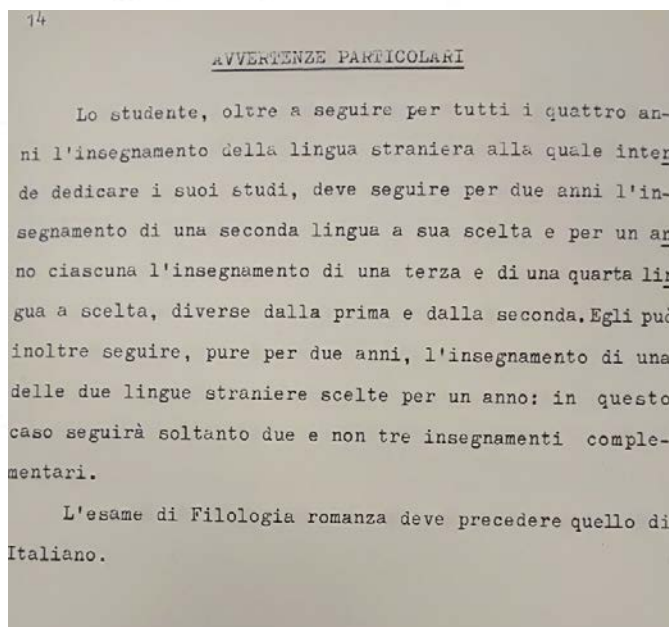 14
AVVERTENZE PARTICOLARI
Lo studente, oltre a seguire per tutti i quattro an-
ni l'insegnamento della lingua straniera alla quale inten
de dedicare i suoi studi, deve seguire per due anni l'in-
segnamento di una seconda lingua a sua scelta e per un an
no ciascuna l'insegnamento di una terza e di una quarta lin
gua a scelta, diverse dalla prima e dalla seconda. Egli può
inoltre seguire, pure per due anni, l'insegnamento di una
delle due lingue straniere scelte per un anno: in questo
caso seguirà soltanto due e non tre insegnamenti comple-
mentari.
L'esame di Filologia romanza deve precedere quello di
Italiano.